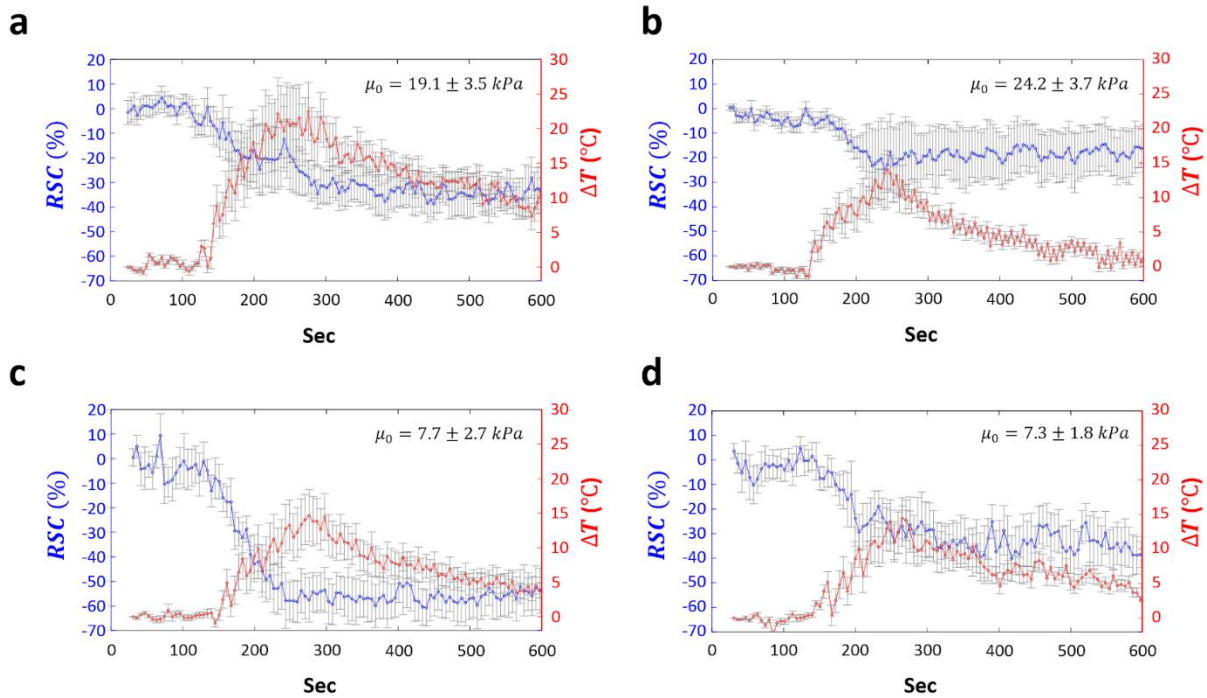 a
20
10
0
-10
-20
-30
-40
-50
-60
-70
RSC (%)
μ₀ = 19.1 ± 3.5 kPa
30
25
20
15
10
5
0
ΔT (°C)
0 100 200 300 400 500 600
Sec
b
20
10
0
-10
-20
-30
-40
-50
-60
-70
RSC (%)
μ₀ = 24.2 ± 3.7 kPa
30
25
20
15
10
5
0
ΔT (°C)
0 100 200 300 400 500 600
Sec
c
20
10
0
-10
-20
-30
-40
-50
-60
-70
RSC (%)
μ₀ = 7.7 ± 2.7 kPa
30
25
20
15
10
5
0
ΔT (°C)
0 100 200 300 400 500 600
Sec
d
20
10
0
-10
-20
-30
-40
-50
-60
-70
RSC (%)
μ₀ = 7.3 ± 1.8 kPa
30
25
20
15
10
5
0
ΔT (°C)
0 100 200 300 400 500 600
Sec